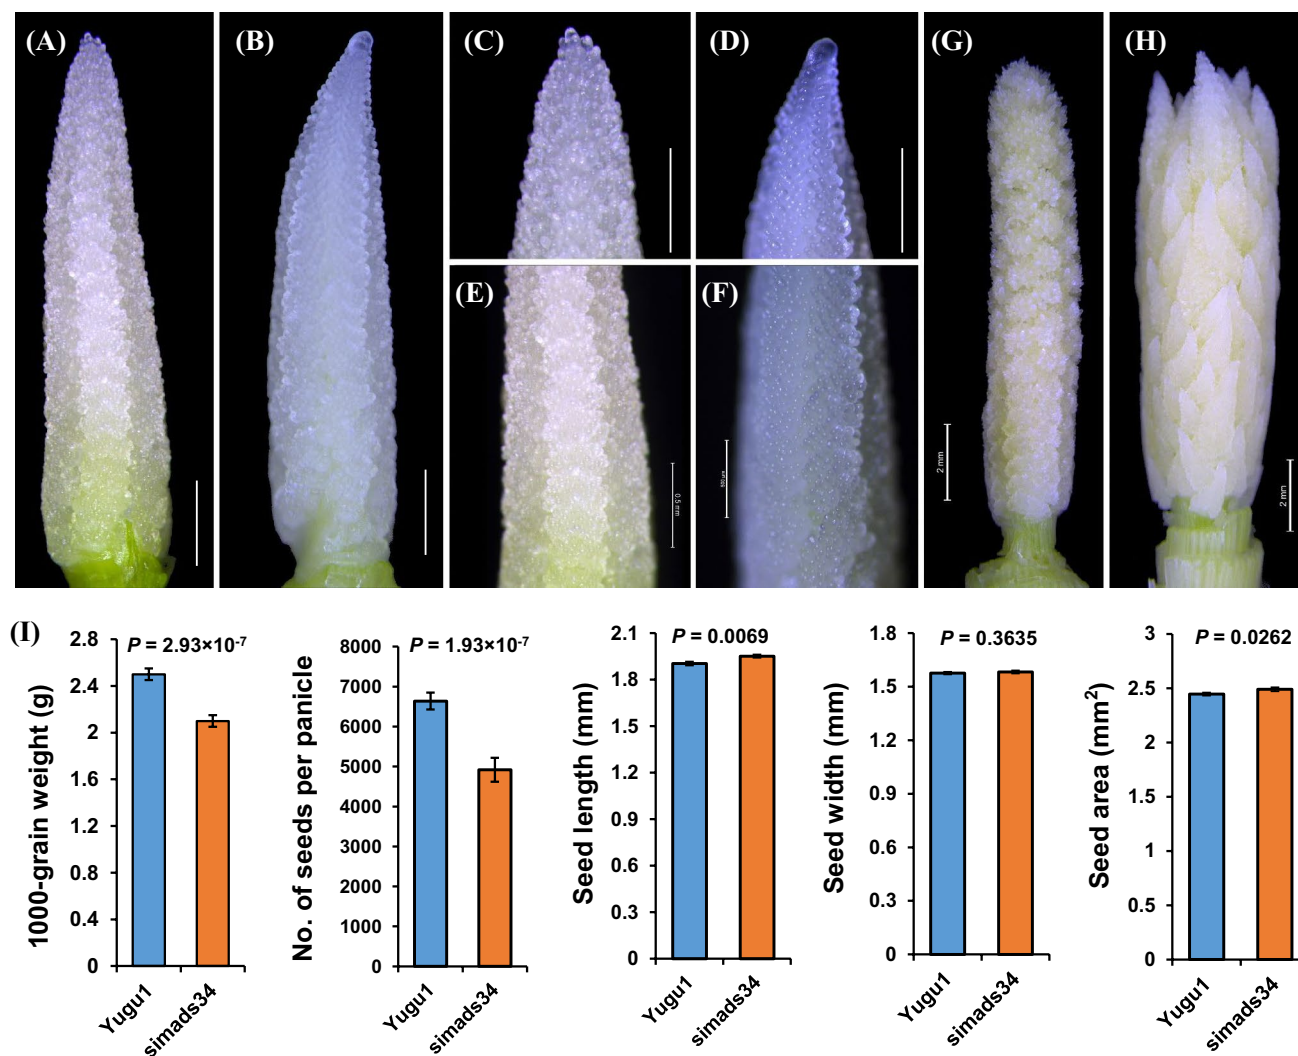 (A)
(B)
(C)
(D)
(G)
(H)
(E)
(F)
0.5 mm
500 µm
2 mm
2 mm
(I)
1000-grain weight (g)
2.8
2.4
2
1.6
1.2
0.8
0.4
0
P = 2.93×10-7
Yugu1
simads34
No. of seeds per panicle
8000
7000
6000
5000
4000
3000
2000
1000
0
P = 1.93×10-7
Yugu1
simads34
Seed length (mm)
2.1
1.8
1.5
1.2
0.9
0.6
0.3
0
P = 0.0069
Yugu1
simads34
Seed width (mm)
1.8
1.5
1.2
0.9
0.6
0.3
0
P = 0.3635
Yugu1
simads34
Seed area (mm2)
3
2.5
2
1.5
1
0.5
0
P = 0.0262
Yugu1
simads34